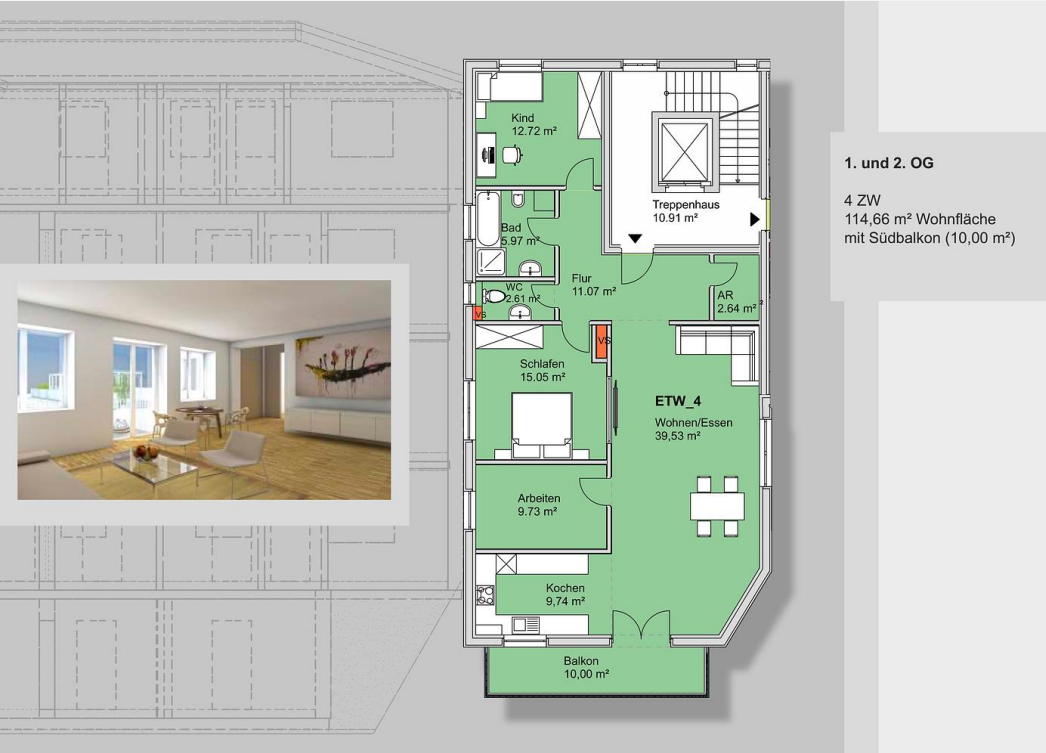 Kind
12.72 m²
Treppenhaus
10.91 m²
Bad
5.97 m²
Flur
11.07 m²
WC
2.61 m²
VS
AR
2.64 m²
VS
Schlafen
15.05 m²
ETW_4
Wohnen/Essen
39,53 m²
Arbeiten
9.73 m²
Kochen
9,74 m²
Balkon
10,00 m²
1. und 2. OG
4 ZW
114,66 m² Wohnfläche
mit Südbalkon (10,00 m²)